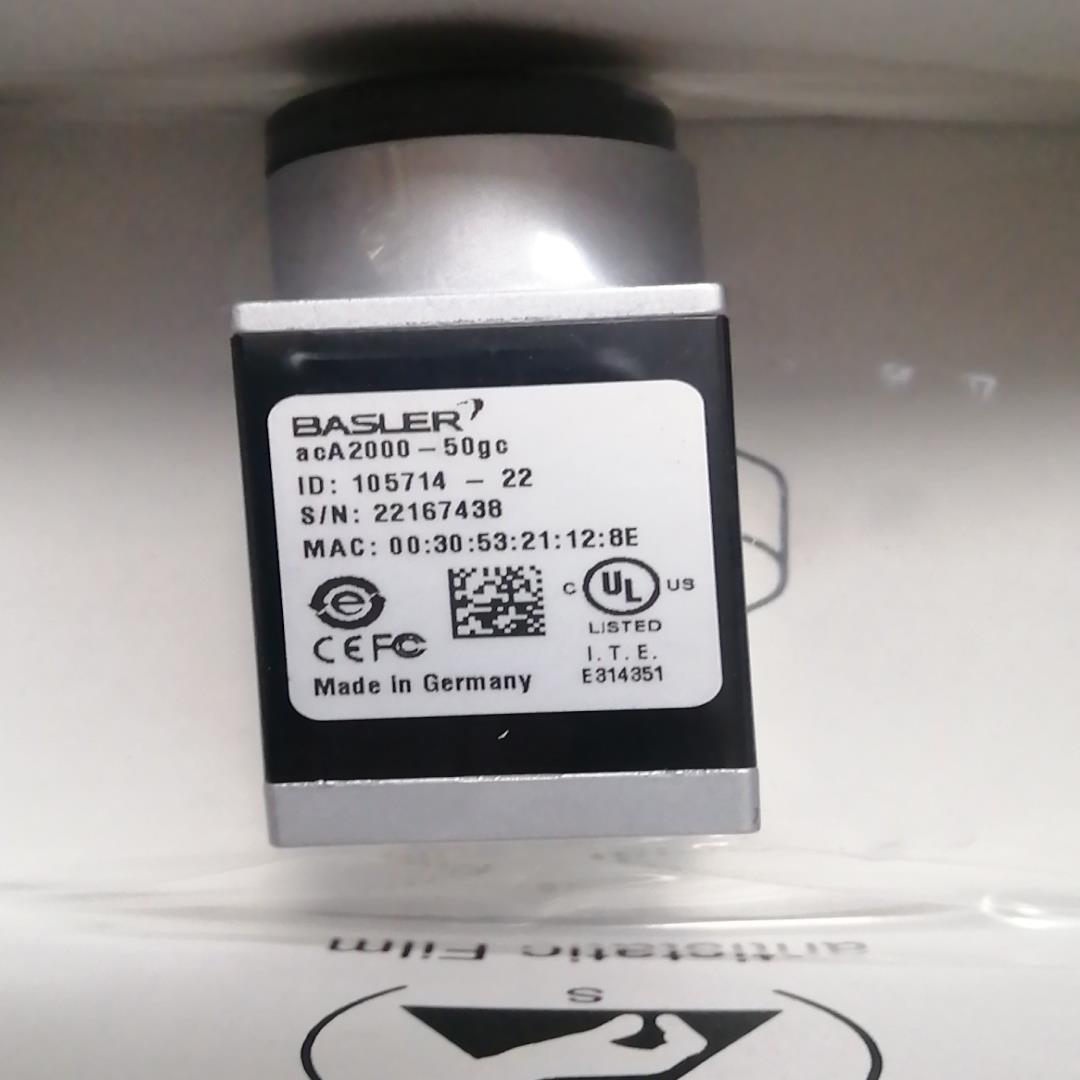 BASLER
acA2000 - 50gc
ID: 105714 - 22
S/N: 22167438
MAC: 00:30:53:21:12:8E
e
C UL US
LISTED
CE FC
I. T. E.
E314351
Made in Germany
antistatic Film
S